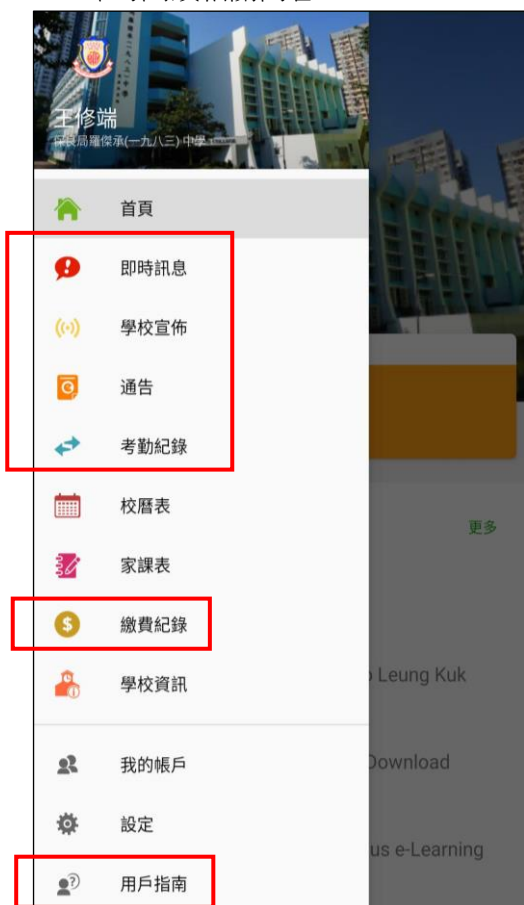 王修端
保良局羅傑承(一九八三)中學
首頁
即時訊息
學校宣佈
通告
考勤紀錄
校曆表
更多
家課表
繳費紀錄
學校資訊
Leung Kuk
我的帳戶
Download
設定
us e-Learning
用戶指南